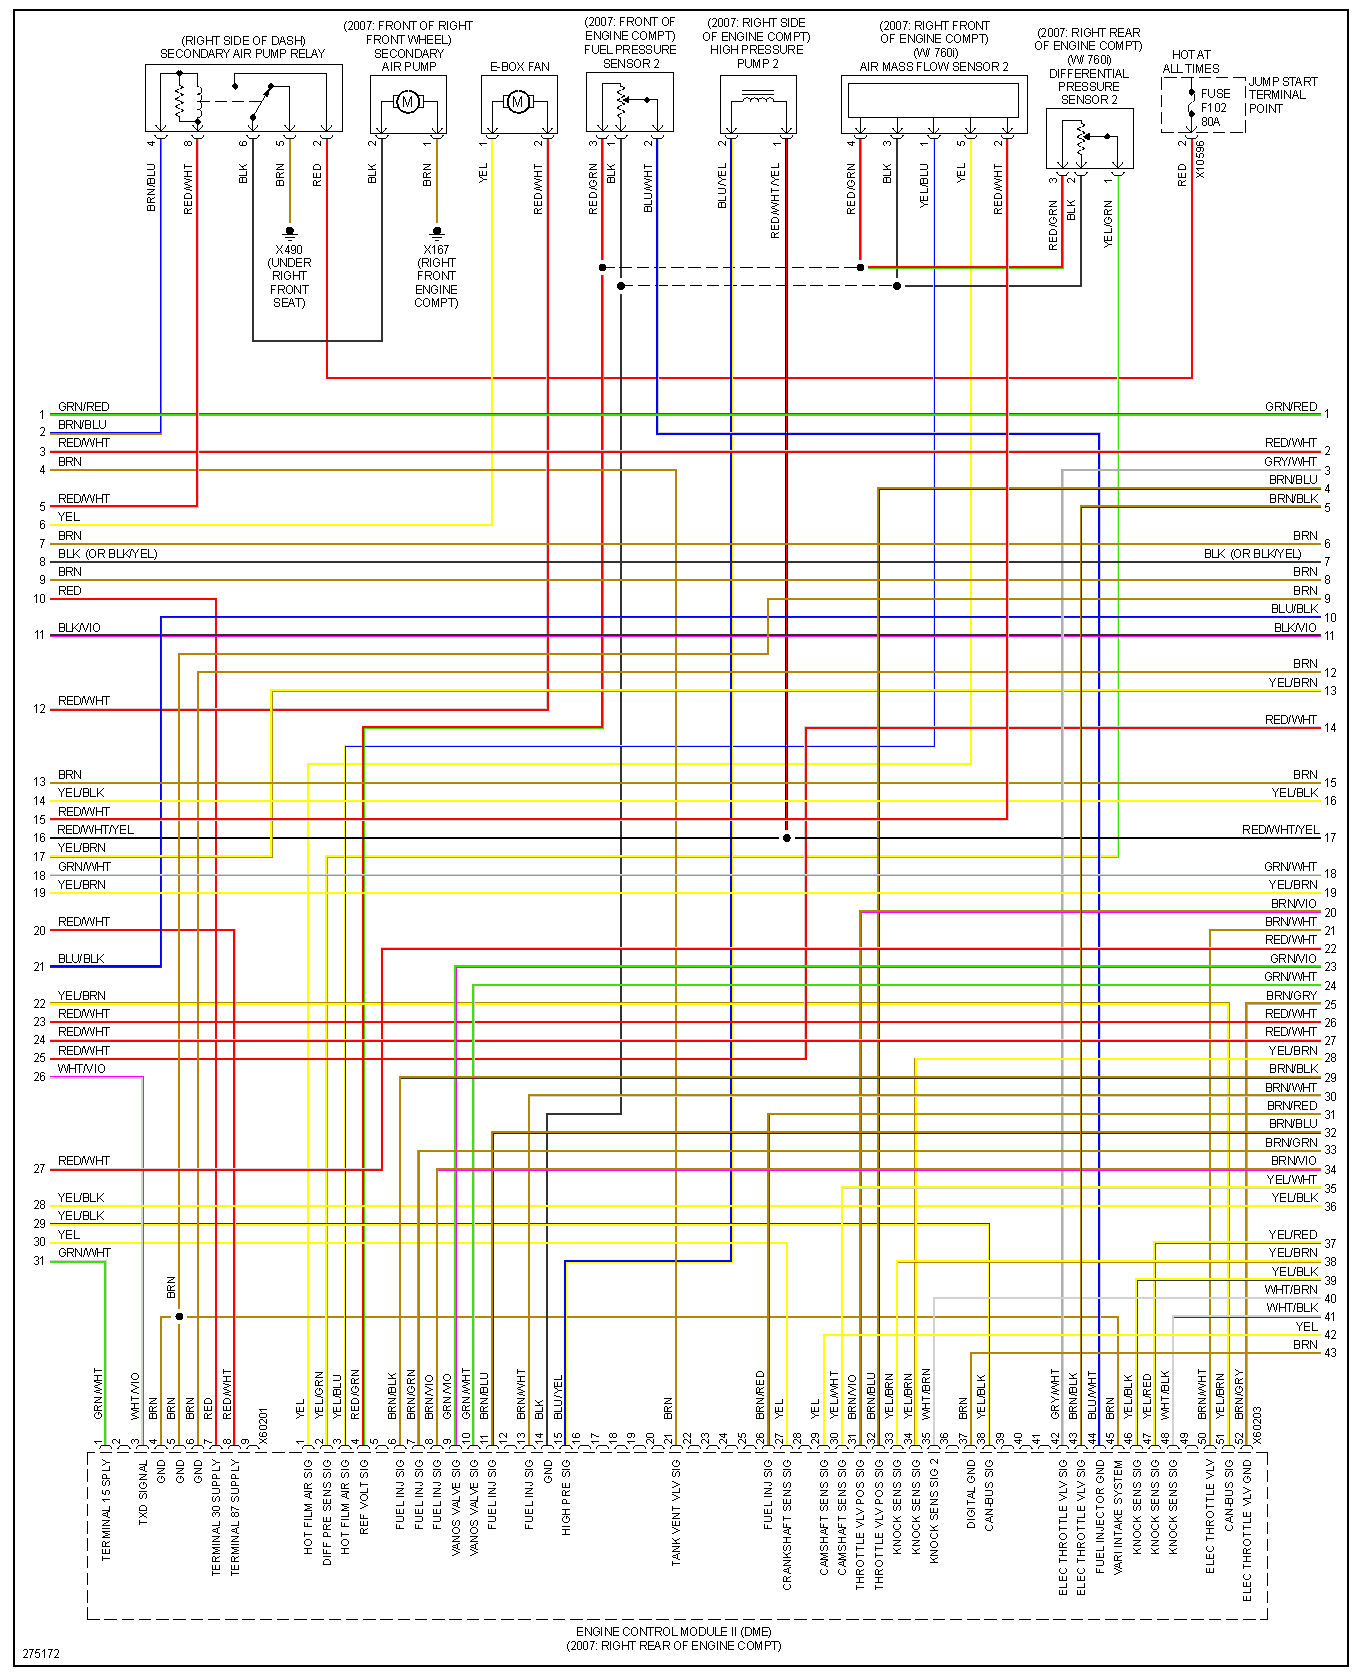 (RIGHT SIDE OF DASH)
SECONDARY AIR PUMP RELAY
(2007: FRONT OF RIGHT
FRONT WHEEL)
SECONDARY
AIR PUMP
E-BOX FAN
(2007: FRONT OF
ENGINE COMPT)
FUEL PRESSURE
SENSOR 2
(2007: RIGHT SIDE
OF ENGINE COMPT)
HIGH PRESSURE
PUMP 2
(2007: RIGHT FRONT
OF ENGINE COMPT)
(W/ 760i)
AIR MASS FLOW SENSOR 2
(2007: RIGHT REAR
OF ENGINE COMPT)
(W/ 760i)
DIFFERENTIAL
PRESSURE
SENSOR 2
HOT AT
ALL TIMES
FUSE
F102
80A
JUMP START
TERMINAL
POINT
M
M
4 8 6 5 2 2 1 1 2 3 1 2 2 1 4 3 1 5 2 3 2 1 2
X10596
BRN/BLU
RED/WHT
BLK
BRN
RED
BLK
BRN
YEL
RED/WHT
RED/GRN
BLK
BLU/WHT
BLU/YEL
RED/WHT/YEL
RED/GRN
BLK
YEL/BLU
YEL
RED/WHT
RED/GRN
BLK
YEL/GRN
RED
X490
(UNDER
RIGHT
FRONT
SEAT)
X167
(RIGHT
FRONT
ENGINE
COMPT)
1 GRN/RED
2 BRN/BLU
3 RED/WHT
4 BRN
5 RED/WHT
6 YEL
7 BRN
8 BLK (OR BLK/YEL)
9 BRN
10 RED
11 BLK/VIO
12 RED/WHT
13 BRN
14 YEL/BLK
15 RED/WHT
16 RED/WHT/YEL
17 YEL/BRN
18 GRN/WHT
19 YEL/BRN
20 RED/WHT
21 BLU/BLK
22 YEL/BRN
23 RED/WHT
24 RED/WHT
25 RED/WHT
26 WHT/VIO
27 RED/WHT
28 YEL/BLK
29 YEL/BLK
30 YEL
31 GRN/WHT
GRN/RED 1
RED/WHT 2
GRY/WHT 3
BRN/BLU 4
BRN/BLK 5
BRN 6
BLK (OR BLK/YEL) 7
BRN 8
BRN 9
BLU/BLK 10
BLK/VIO 11
BRN 12
YEL/BRN 13
RED/WHT 14
BRN 15
YEL/BLK 16
RED/WHT/YEL 17
GRN/WHT 18
YEL/BRN 19
BRN/VIO 20
BRN/WHT 21
RED/WHT 22
GRN/VIO 23
GRN/WHT 24
BRN/GRY 25
RED/WHT 26
RED/WHT 27
YEL/BRN 28
BRN/BLK 29
BRN/WHT 30
BRN/RED 31
BRN/BLU 32
BRN/GRN 33
BRN/VIO 34
YEL/WHT 35
YEL/BLK 36
YEL/RED 37
YEL/BRN 38
YEL/BLK 39
WHT/BRN 40
WHT/BLK 41
YEL 42
BRN 43
BRN
GRN/WHT 1 TERMINAL 15 SPLY
2
WHT/VIO 3 TXD SIGNAL
BRN 4 GND
BRN 5 GND
BRN 6 GND
RED 7 TERMINAL 30 SUPPLY
RED/WHT 8 TERMINAL 87 SUPPLY
9
X60201
YEL 1 HOT FILM AIR SIG
YEL/GRN 2 DIFF PRE SENS SIG
YEL/BLU 3 HOT FILM AIR SIG
RED/GRN 4 REF VOLT SIG
5
BRN/BLK 6 FUEL INJ SIG
BRN/GRN 7 FUEL INJ SIG
BRN/VIO 8 FUEL INJ SIG
GRN/VIO 9 VANOS VALVE SIG
GRN/WHT 10 VANOS VALVE SIG
BRN/BLU 11 FUEL INJ SIG
12
BRN/WHT 13 FUEL INJ SIG
BLK 14 GND
BLU/YEL 15 HIGH PRE SIG
16
17
18
19
20
BRN 21 TANK VENT VLV SIG
22
23
24
25
BRN/RED 26 FUEL INJ SIG
YEL 27 CRANKSHAFT SENS SIG
28
YEL 29 CAMSHAFT SENS SIG
YEL/WHT 30 CAMSHAFT SENS SIG
BRN/VIO 31 THROTTLE VLV POS SIG
BRN/BLU 32 THROTTLE VLV POS SIG
YEL/BRN 33 KNOCK SENS SIG
YEL/BRN 34 KNOCK SENS SIG
WHT/BRN 35 KNOCK SENS SIG 2
36
BRN 37 DIGITAL GND
YEL/BLK 38 CAN-BUS SIG
39
40
41
GRY/WHT 42 ELEC THROTTLE VLV SIG
BRN/BLK 43 ELEC THROTTLE VLV SIG
BLU/WHT 44 FUEL INJECTOR GND
BRN 45 VARI INTAKE SYSTEM
YEL/BLK 46 KNOCK SENS SIG
YEL/RED 47 KNOCK SENS SIG
WHT/BLK 48 KNOCK SENS SIG
49
BRN/WHT 50 ELEC THROTTLE VLV
YEL/BRN 51 CAN-BUS SIG
BRN/GRY 52 ELEC THROTTLE VLV GND
X60203
ENGINE CONTROL MODULE II (DME)
(2007: RIGHT REAR OF ENGINE COMPT)
275172